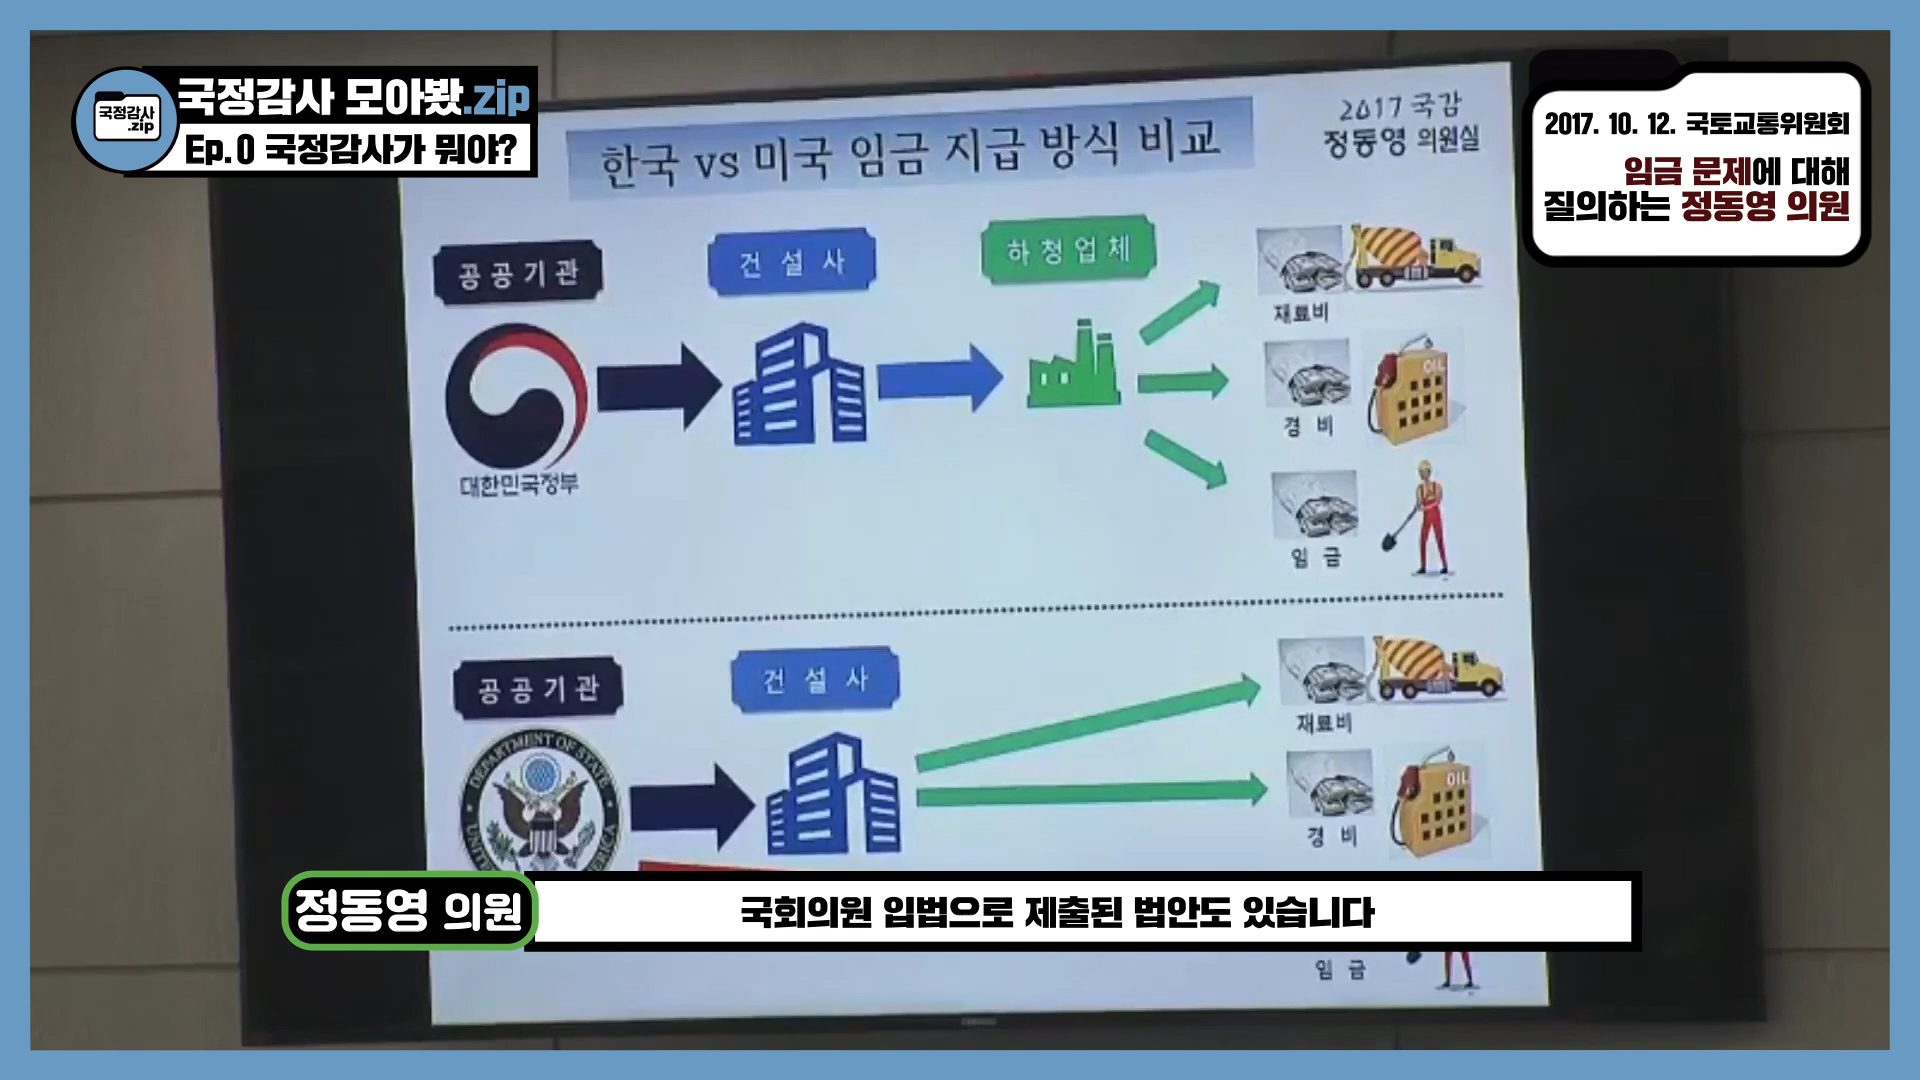 국정감사
.zip
국정감사 모아봤.zip
Ep.0 국정감사가 뭐야?
2017. 10. 12. 국토교통위원회
임금 문제에 대해
질의하는 정동영 의원
한국 vs 미국 임금 지급 방식 비교
2017 국감
정동영 의원실
공공기관
건설사
하청업체
재료비
OIL
경비
대한민국정부
임금
공공기관
건설사
재료비
DEPARTMENT OF STATE
OIL
경비
정동영 의원
국회의원 입법으로 제출된 법안도 있습니다
임금